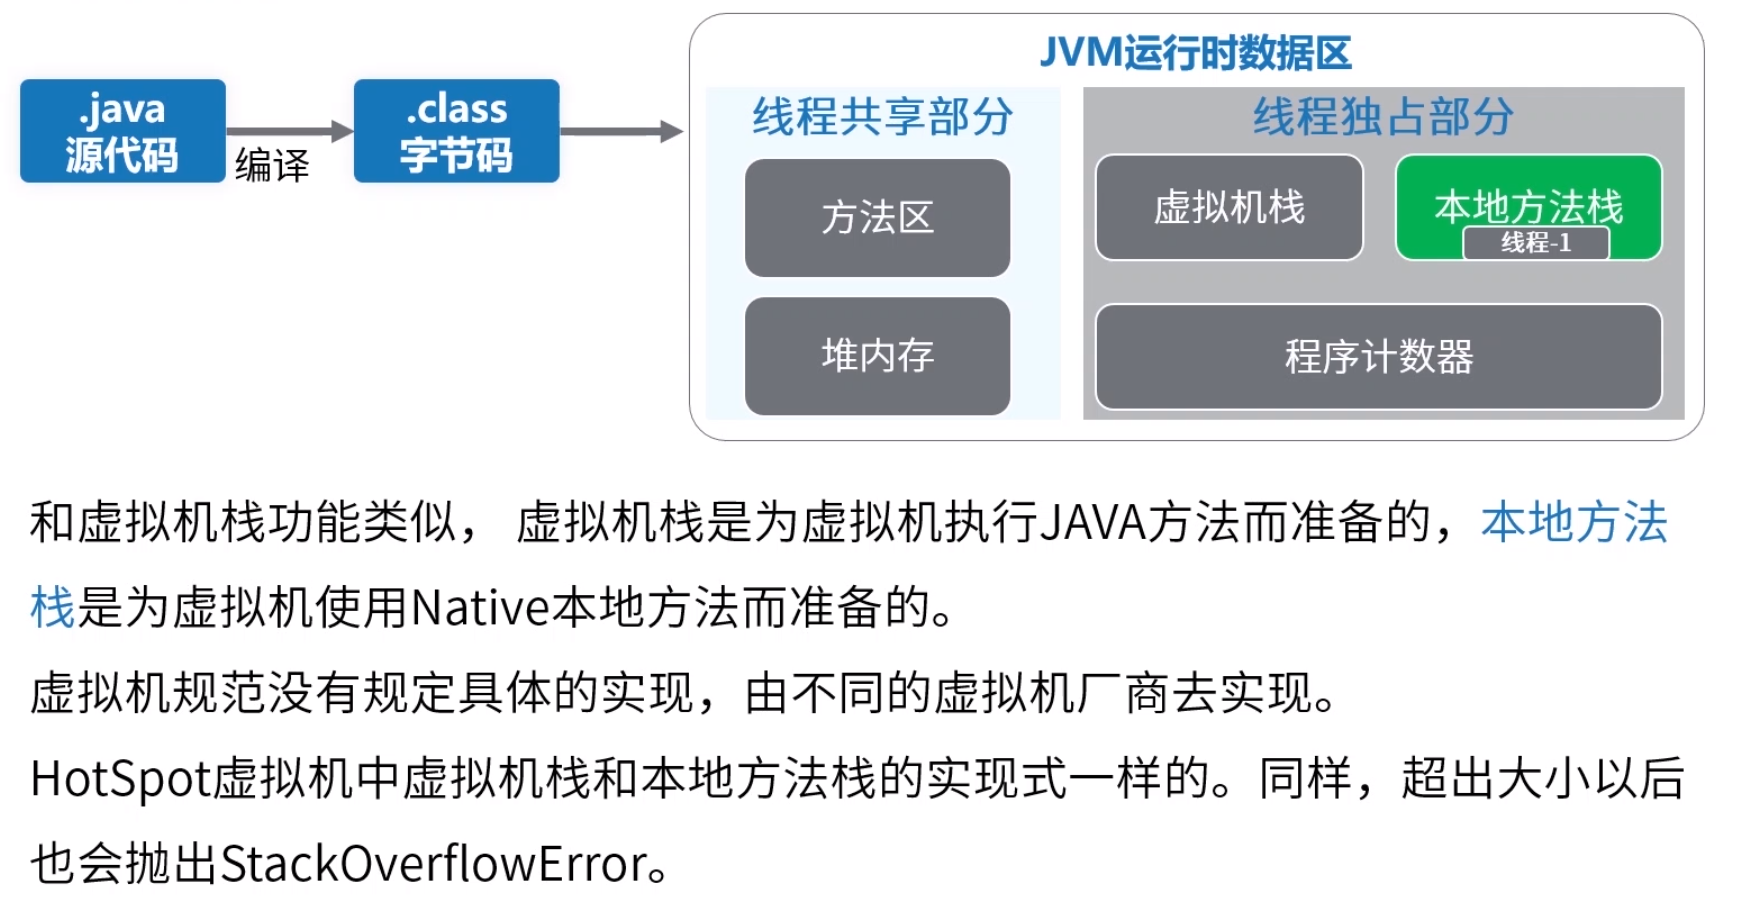 JVM运行时数据区
.java
源代码
编译
.class
字节码
线程共享部分
方法区
堆内存
线程独占部分
虚拟机栈
本地方法栈
线程-1
程序计数器
和虚拟机栈功能类似， 虚拟机栈是为虚拟机执行JAVA方法而准备的，本地方法
栈是为虚拟机使用Native本地方法而准备的。
虚拟机规范没有规定具体的实现，由不同的虚拟机厂商去实现。
HotSpot虚拟机中虚拟机栈和本地方法栈的实现式一样的。同样，超出大小以后
也会抛出StackOverflowError。